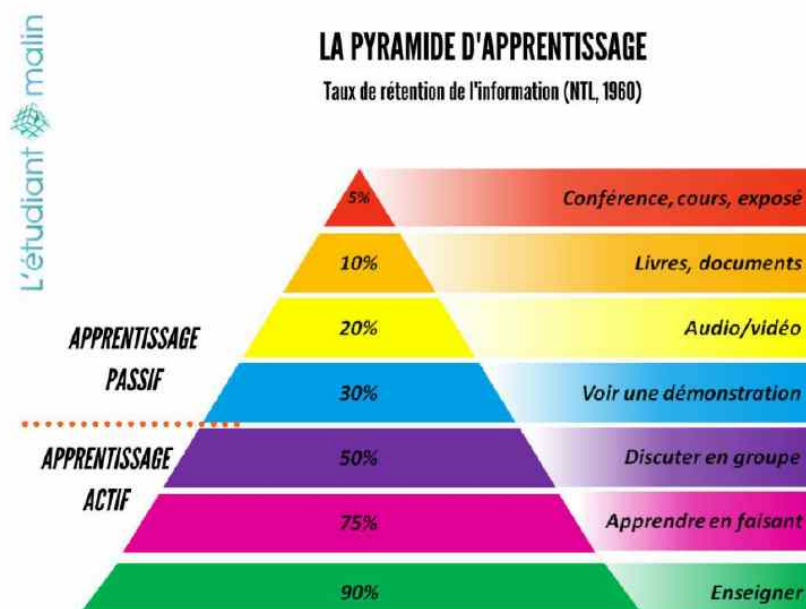 L'étudiant malin
LA PYRAMIDE D'APPRENTISSAGE
Taux de rétention de l'information (NTL, 1960)
5% Conférence, cours, exposé
10% Livres, documents
20% Audio/vidéo
APPRENTISSAGE
PASSIF
30% Voir une démonstration
APPRENTISSAGE
ACTIF
50% Discuter en groupe
75% Apprendre en faisant
90% Enseigner